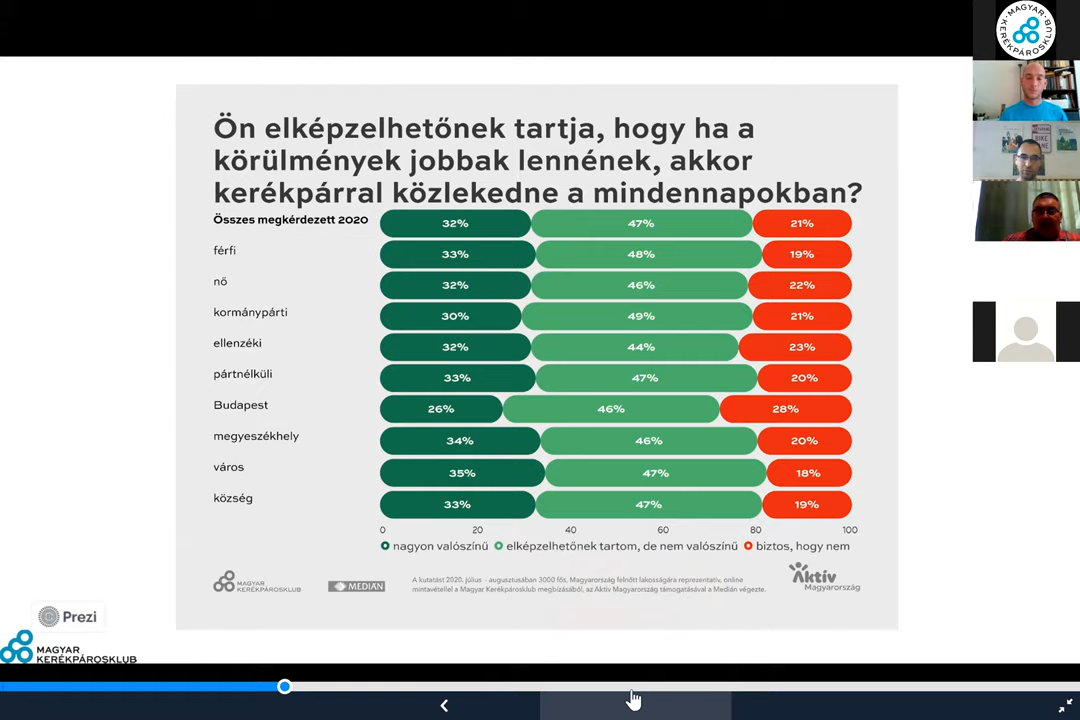 MAGYAR
KERÉKPÁROSKLUB
Ön elképzelhetőnek tartja, hogy ha a
körülmények jobbak lennének, akkor
kerékpárral közlekedne a mindennapokban?
Összes megkérdezett 2020 32% 47% 21%
férfi 33% 48% 19%
nő 32% 46% 22%
kormánypárti 30% 49% 21%
ellenzéki 32% 44% 23%
pártnélküli 33% 47% 20%
Budapest 26% 46% 28%
megyeszékhely 34% 46% 20%
város 35% 47% 18%
község 33% 47% 19%
0 20 40 60 80 100
nagyon valószínű elképzelhetőnek tartom, de nem valószínű biztos, hogy nem
MAGYAR
KERÉKPÁROSKLUB
MEDIÁN
A kutatást 2020. július - augusztusában 3000 fős, Magyarország felnőtt lakosságára reprezentatív, online
mintavétellel a Magyar Kerékpárosklub megbízásából, az Aktív Magyarország támogatásával a Medián végezte.
Aktív
Magyarország
Prezi
MAGYAR
KERÉKPÁROSKLUB